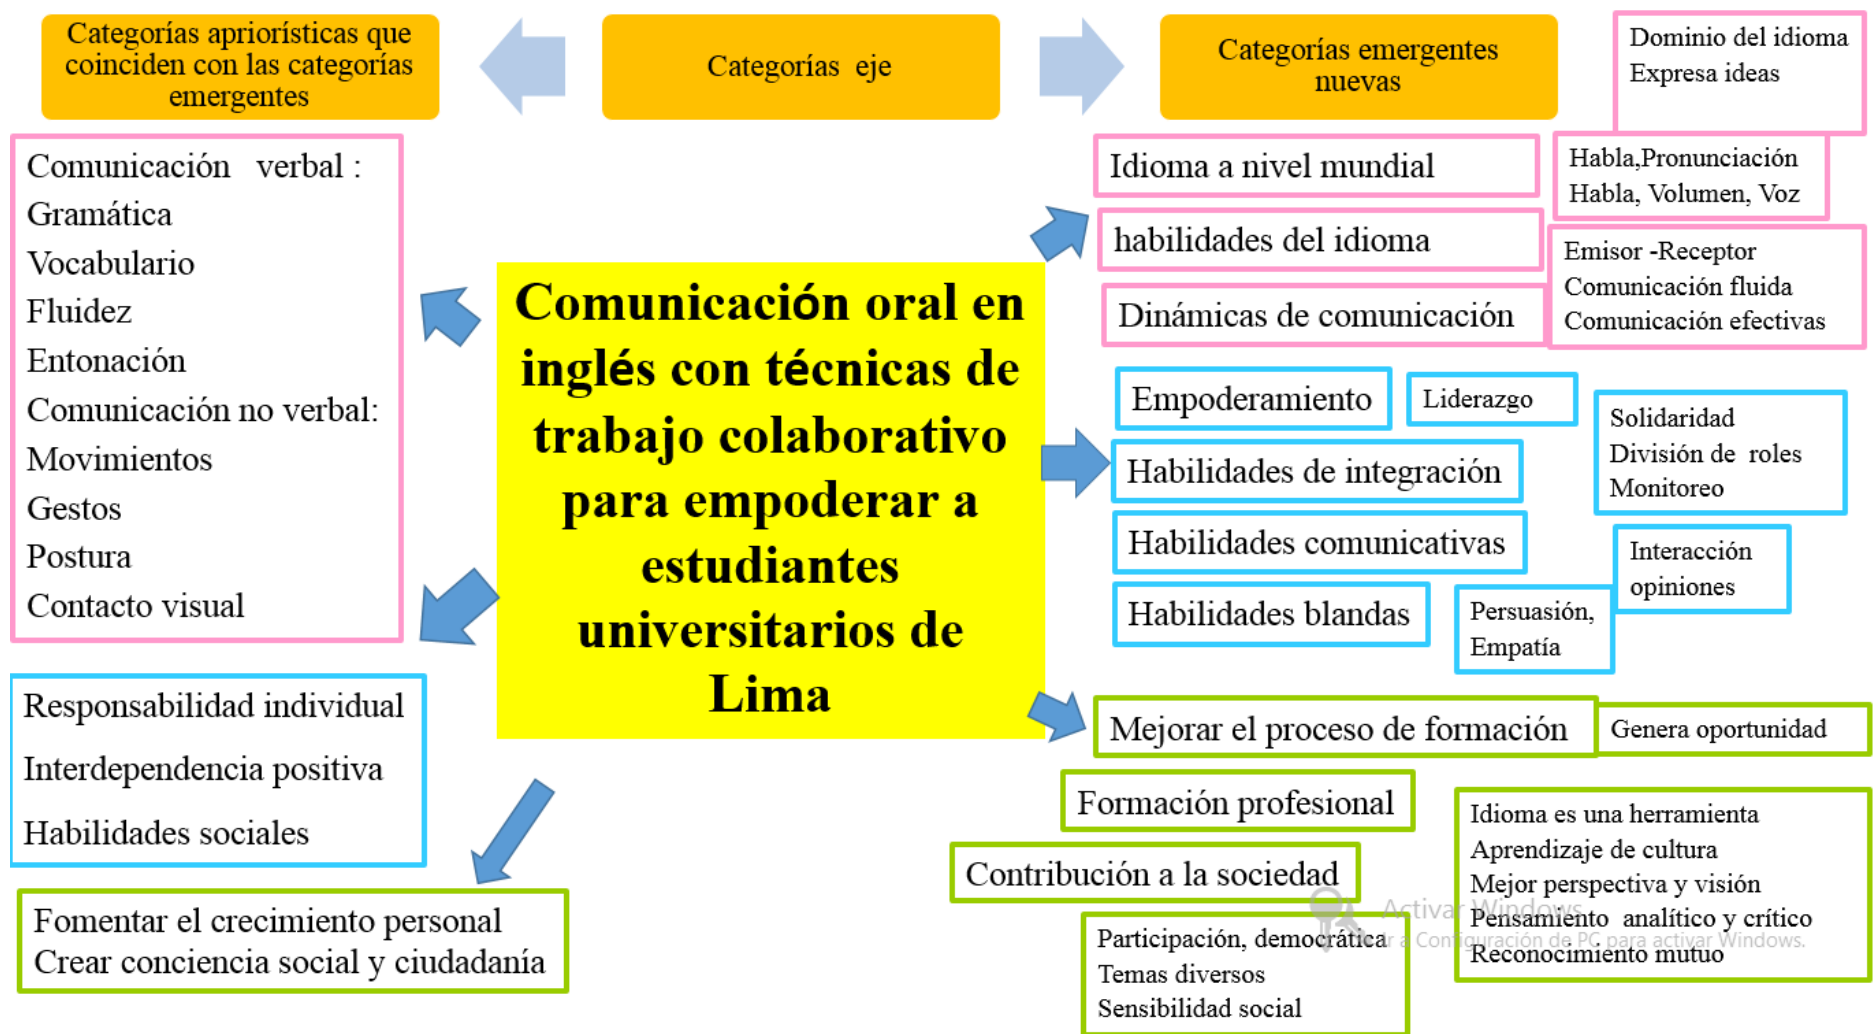 Categorías apriorísticas que
coinciden con las categorías
emergentes
Categorías eje
Categorías emergentes
nuevas
Dominio del idioma
Expresa ideas
Comunicación verbal :
Gramática
Vocabulario
Fluidez
Entonación
Comunicación no verbal:
Movimientos
Gestos
Postura
Contacto visual
Responsabilidad individual
Interdependencia positiva
Habilidades sociales
Fomentar el crecimiento personal
Crear conciencia social y ciudadanía
Comunicación oral en
inglés con técnicas de
trabajo colaborativo
para empoderar a
estudiantes
universitarios de
Lima
Idioma a nivel mundial
Habla,Pronunciación
Habla, Volumen, Voz
habilidades del idioma
Emisor -Receptor
Comunicación fluida
Comunicación efectivas
Dinámicas de comunicación
Empoderamiento
Liderazgo
Solidaridad
División de roles
Monitoreo
Habilidades de integración
Habilidades comunicativas
Interacción
opiniones
Habilidades blandas
Persuasión,
Empatía
Mejorar el proceso de formación
Genera oportunidad
Formación profesional
Idioma es una herramienta
Aprendizaje de cultura
Mejor perspectiva y visión
Pensamiento analítico y crítico
Reconocimiento mutuo
Contribución a la sociedad
Participación, democrática
Temas diversos
Sensibilidad social
Activar Windows
Ir a Configuración de PC para activar Windows.